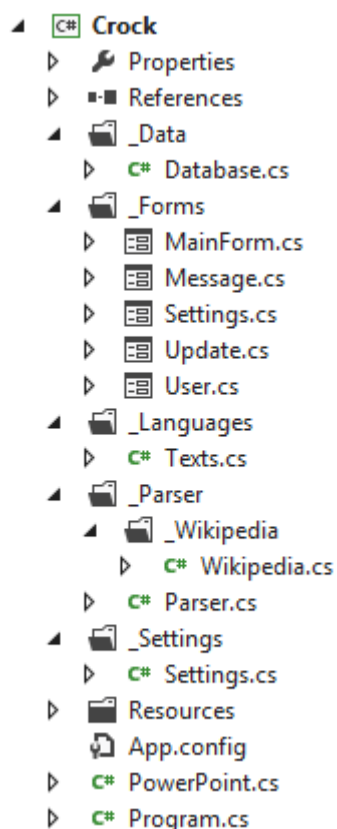 C# Crock
Properties
References
_Data
C# Database.cs
_Forms
MainForm.cs
Message.cs
Settings.cs
Update.cs
User.cs
_Languages
C# Texts.cs
_Parser
_Wikipedia
C# Wikipedia.cs
C# Parser.cs
_Settings
C# Settings.cs
Resources
App.config
C# PowerPoint.cs
C# Program.cs